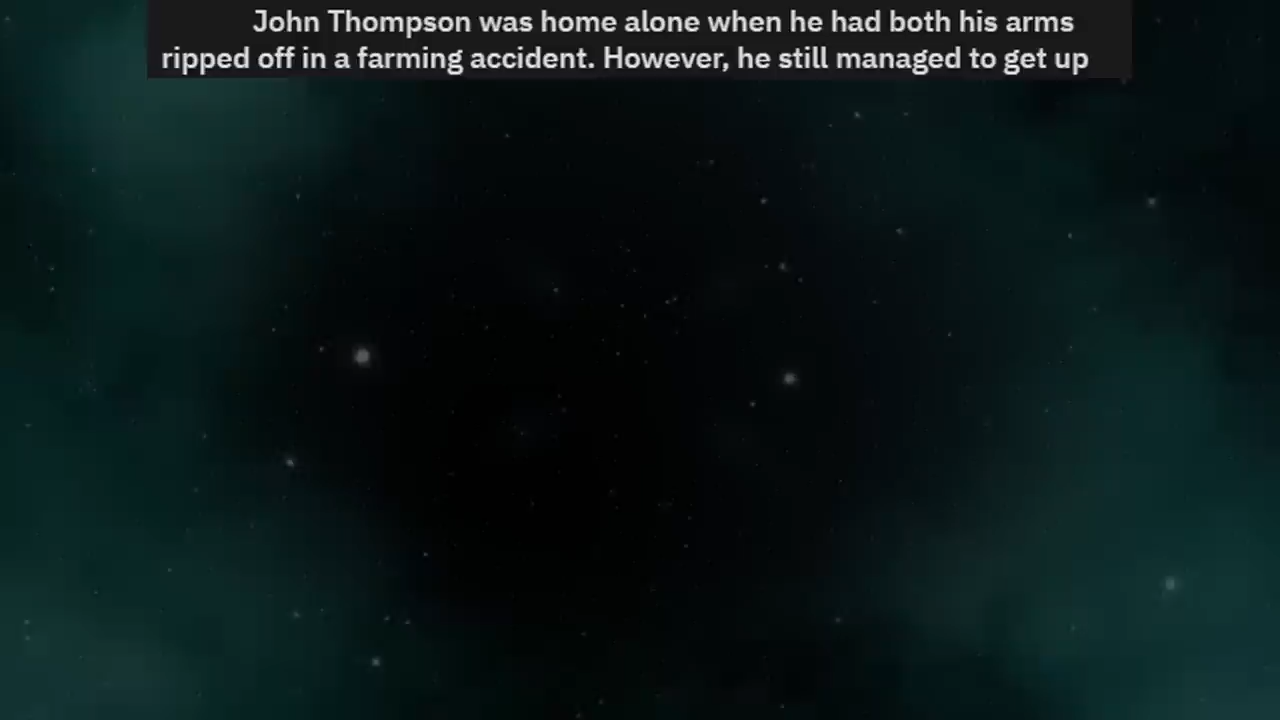 John Thompson was home alone when he had both his arms
ripped off in a farming accident. However, he still managed to get up